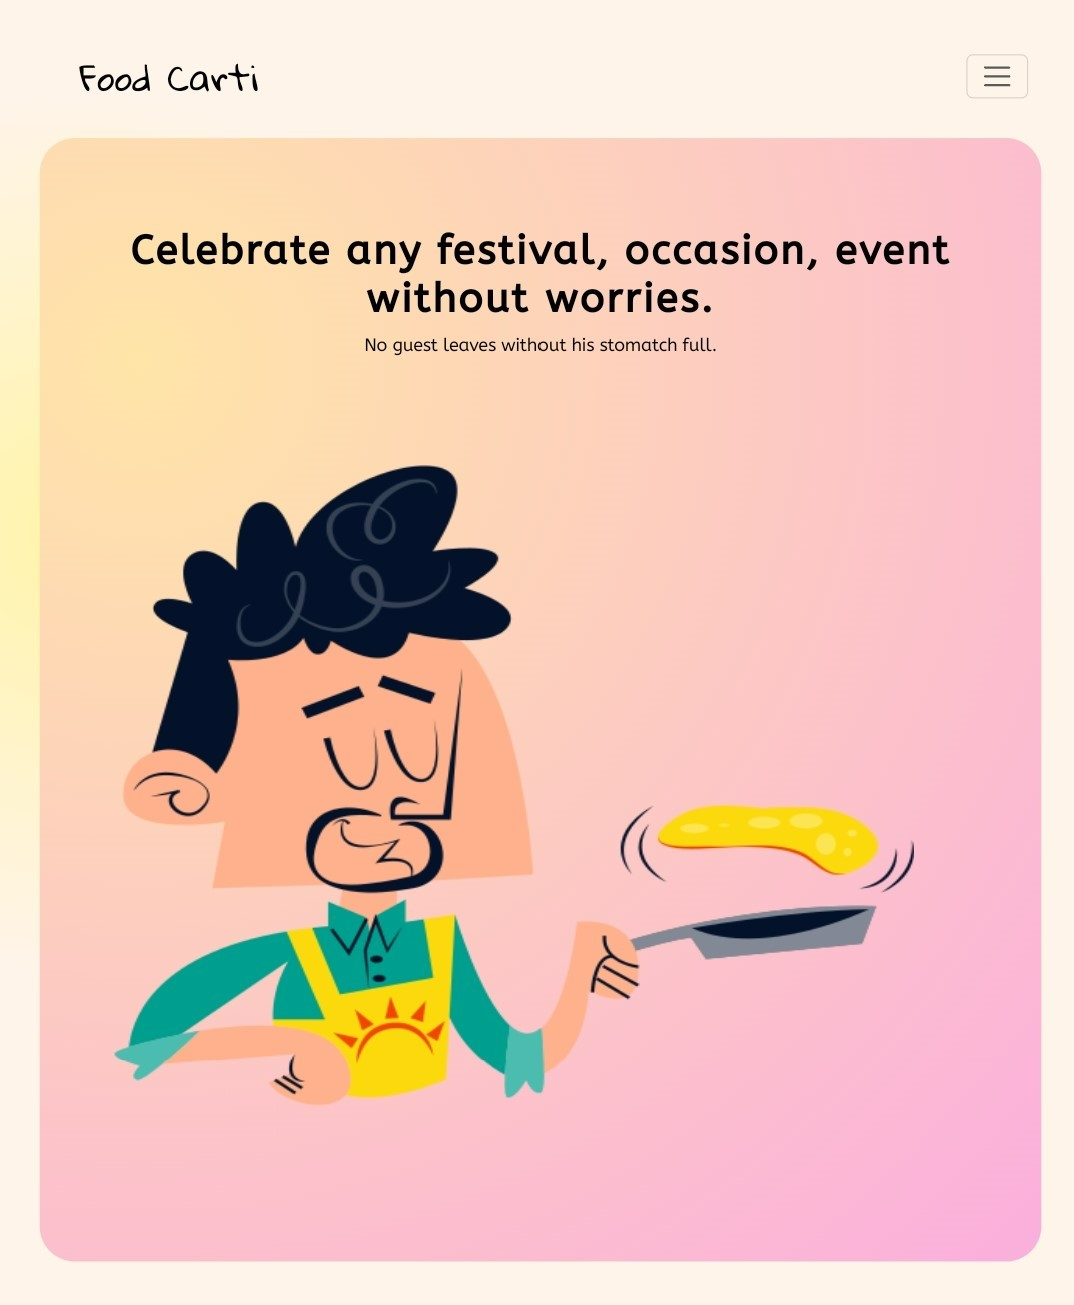 Food Carti
Celebrate any festival, occasion, event
without worries.
No guest leaves without his stomatch full.